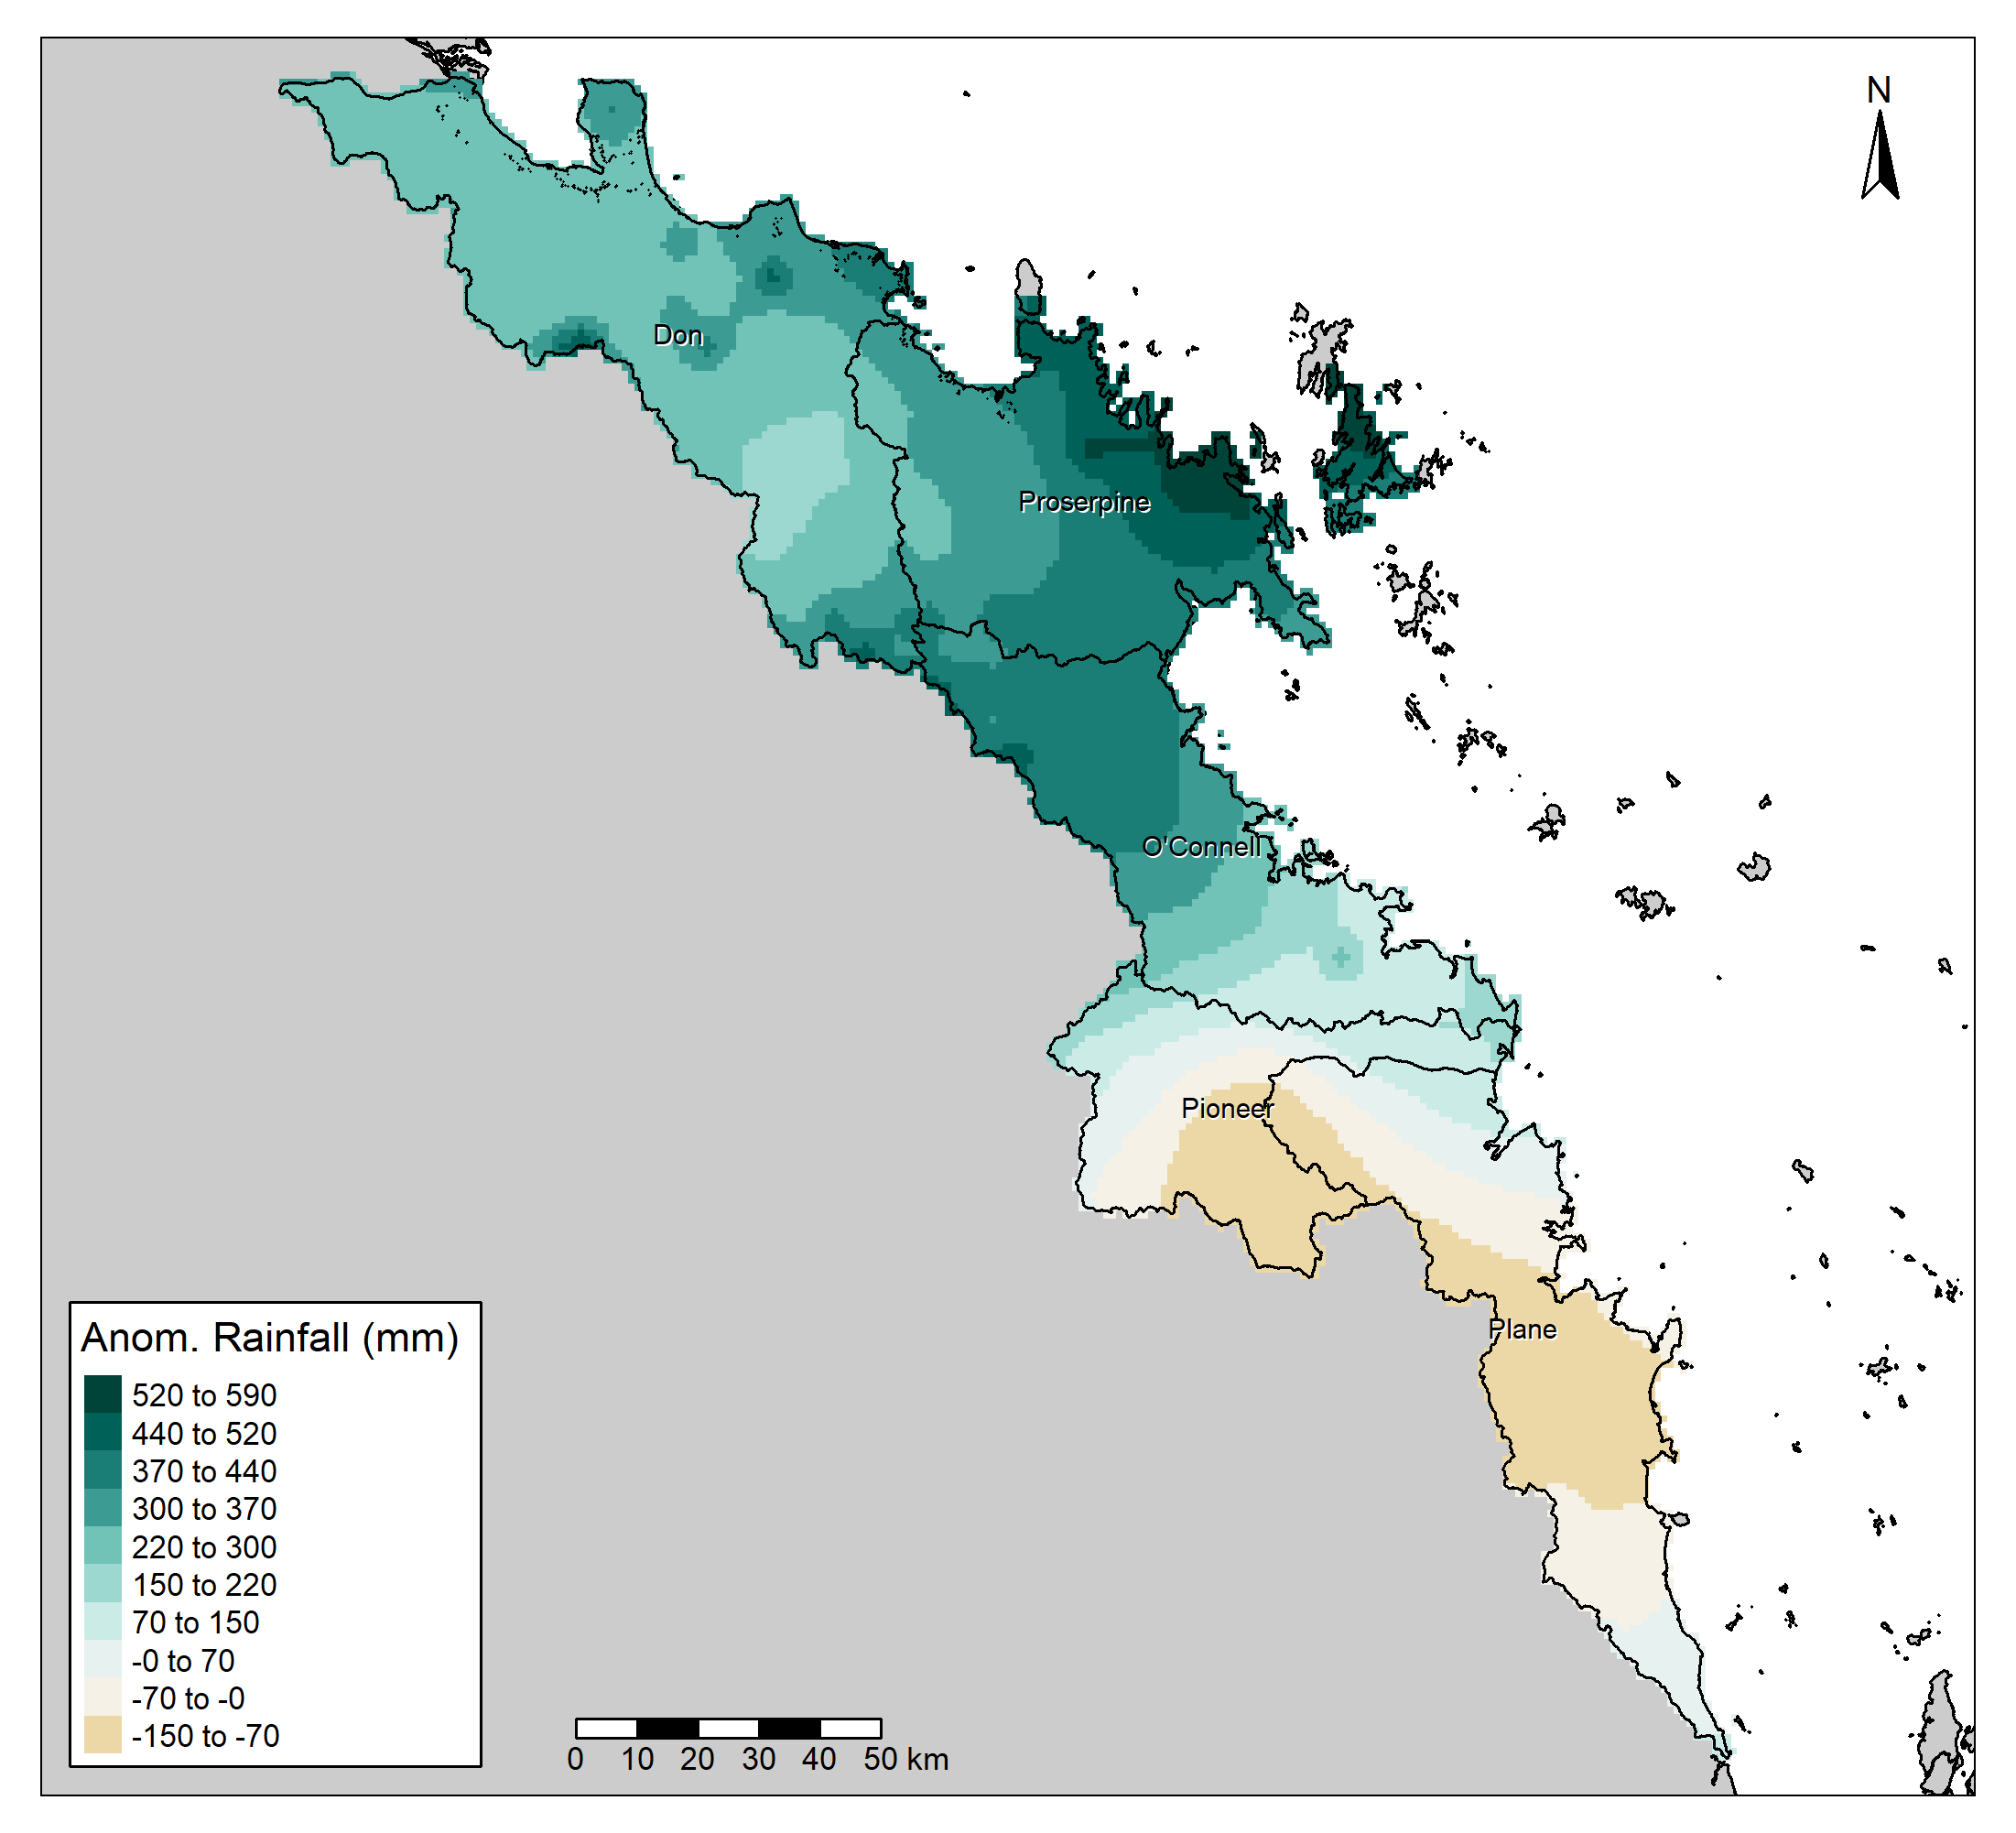 N
Don
Proserpine
O'Connell
Pioneer
Plane
Anom. Rainfall (mm)
520 to 590
440 to 520
370 to 440
300 to 370
220 to 300
150 to 220
70 to 150
-0 to 70
-70 to -0
-150 to -70
0 10 20 30 40 50 km